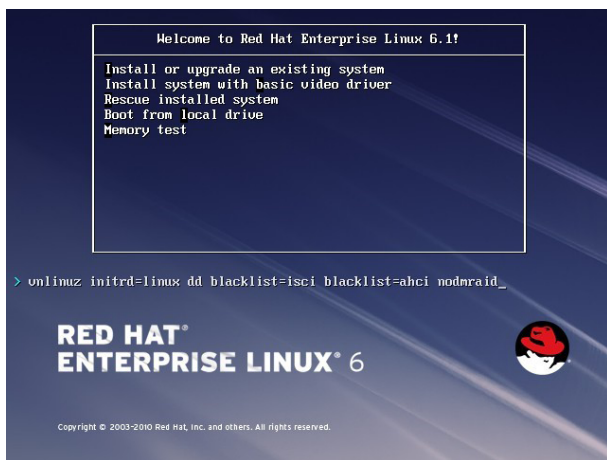 Welcome to Red Hat Enterprise Linux 6.1!
Install or upgrade an existing system
Install system with basic video driver
Rescue installed system
Boot from local drive
Memory test
> vmlinuz initrd=linux dd blacklist=isci blacklist=ahci nodmraid_
RED HAT®
ENTERPRISE LINUX® 6
Copyright © 2003-2010 Red Hat, Inc. and others. All rights reserved.